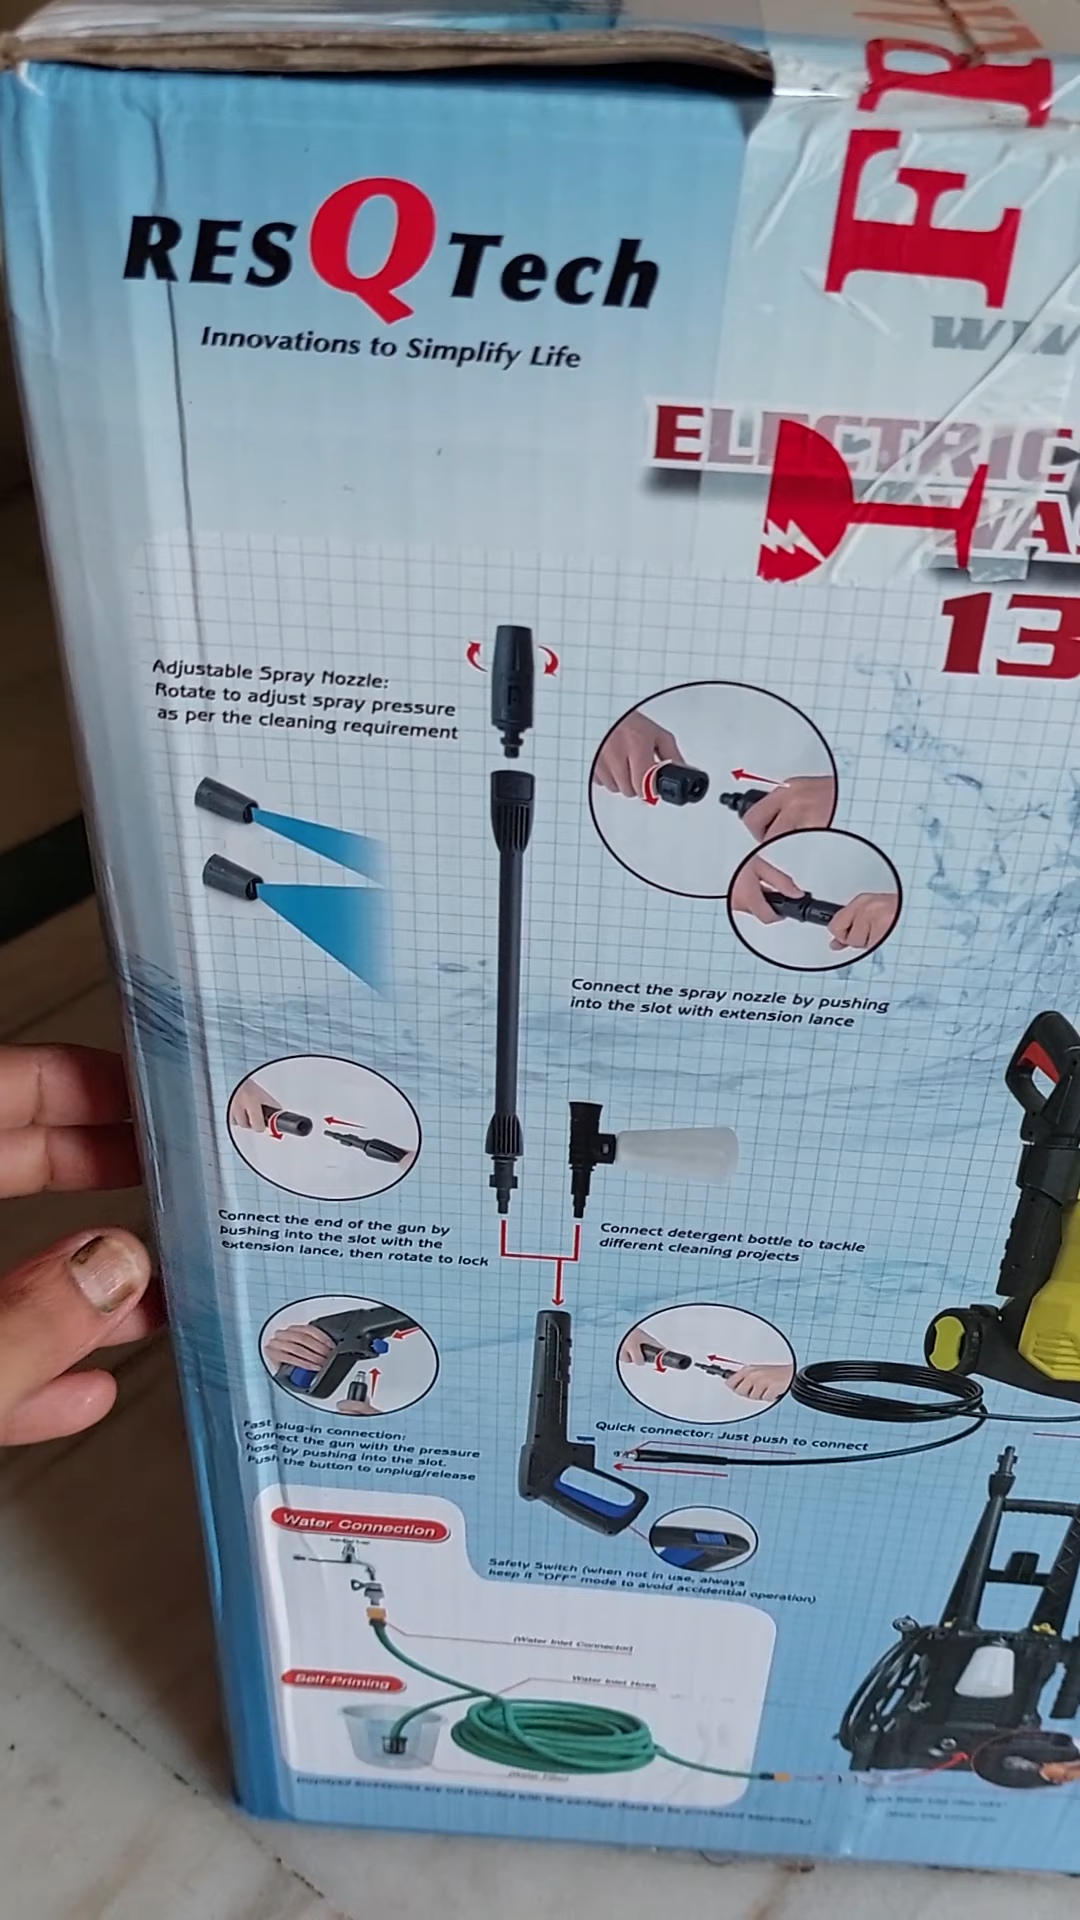 RESQTech
Innovations to Simplify Life
ELECTRIC
13
Adjustable Spray Nozzle:
Rotate to adjust spray pressure
as per the cleaning requirement
Connect the spray nozzle by pushing
into the slot with extension lance
Connect the end of the gun by
pushing into the slot with the
extension lance, then rotate to lock
Connect detergent bottle to tackle
different cleaning projects
Fast plug-in connection:
Connect the gun with the pressure
hose by pushing into the slot.
Push the button to unplug/release
Quick connector: Just push to connect
Safety Switch (when not in use, always
keep it "OFF" mode to avoid accidential operation)
Water Connection
(Water Inlet Connector)
Self-Priming
Water Inlet Hose
(Water Filter)